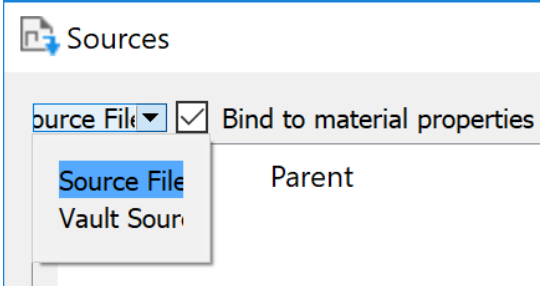 Sources
ource File Bind to material properties
Parent
Source File
Vault Sour